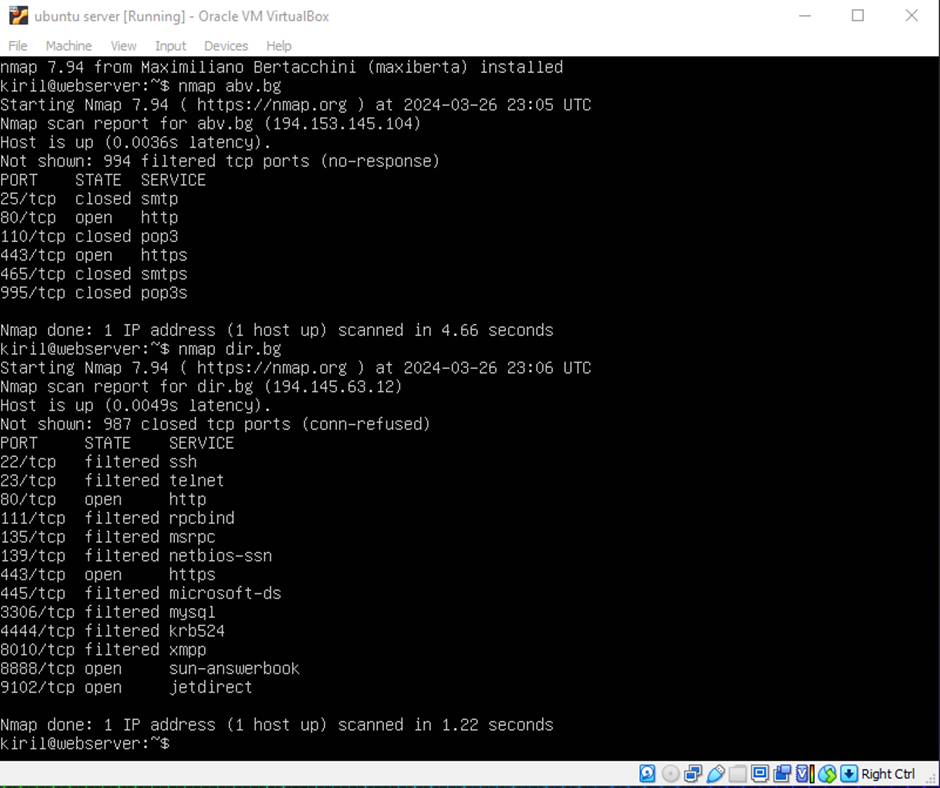 ubuntu server [Running] - Oracle VM VirtualBox
File Machine View Input Devices Help
nmap 7.94 from Maximiliano Bertacchini (maxiberta) installed
kiril@webserver:~$ nmap abv.bg
Starting Nmap 7.94 ( https://nmap.org ) at 2024-03-26 23:05 UTC
Nmap scan report for abv.bg (194.153.145.104)
Host is up (0.0036s latency).
Not shown: 994 filtered tcp ports (no-response)
PORT    STATE  SERVICE
25/tcp  closed smtp
80/tcp  open   http
110/tcp closed pop3
443/tcp open   https
465/tcp closed smtps
995/tcp closed pop3s
Nmap done: 1 IP address (1 host up) scanned in 4.66 seconds
kiril@webserver:~$ nmap dir.bg
Starting Nmap 7.94 ( https://nmap.org ) at 2024-03-26 23:06 UTC
Nmap scan report for dir.bg (194.145.63.12)
Host is up (0.0049s latency).
Not shown: 987 closed tcp ports (conn-refused)
PORT     STATE    SERVICE
22/tcp   filtered ssh
23/tcp   filtered telnet
80/tcp   open     http
111/tcp  filtered rpcbind
135/tcp  filtered msrpc
139/tcp  filtered netbios-ssn
443/tcp  open     https
445/tcp  filtered microsoft-ds
3306/tcp filtered mysql
4444/tcp filtered krb524
8010/tcp filtered xmpp
8888/tcp open     sun-answerbook
9102/tcp open     jetdirect
Nmap done: 1 IP address (1 host up) scanned in 1.22 seconds
kiril@webserver:~$
Right Ctrl